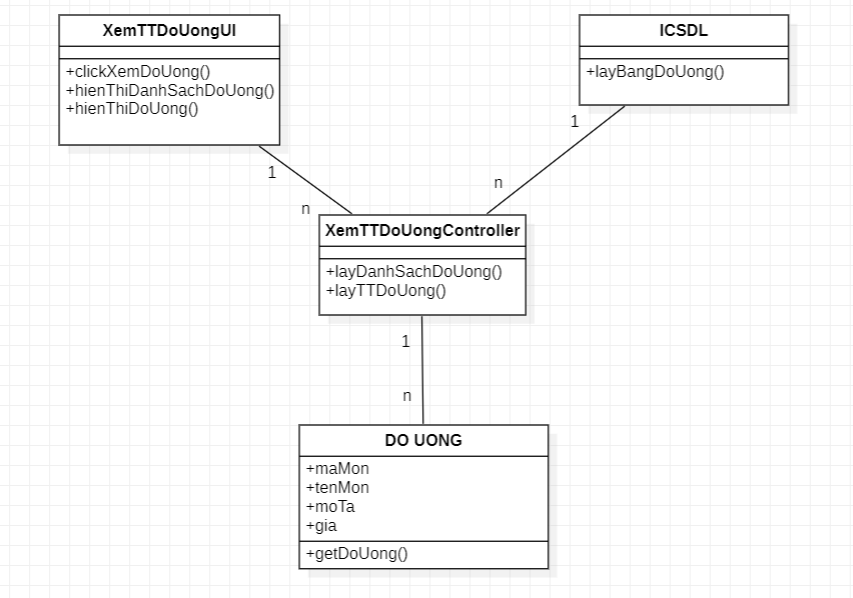 XemTTDoUongUI
+clickXemDoUong()
+hienThiDanhSachDoUong()
+hienThiDoUong()
ICSDL
+layBangDoUong()
1
n
1
n
XemTTDoUongController
+layDanhSachDoUong()
+layTTDoUong()
1
n
DO UONG
+maMon
+tenMon
+moTa
+gia
+getDoUong()